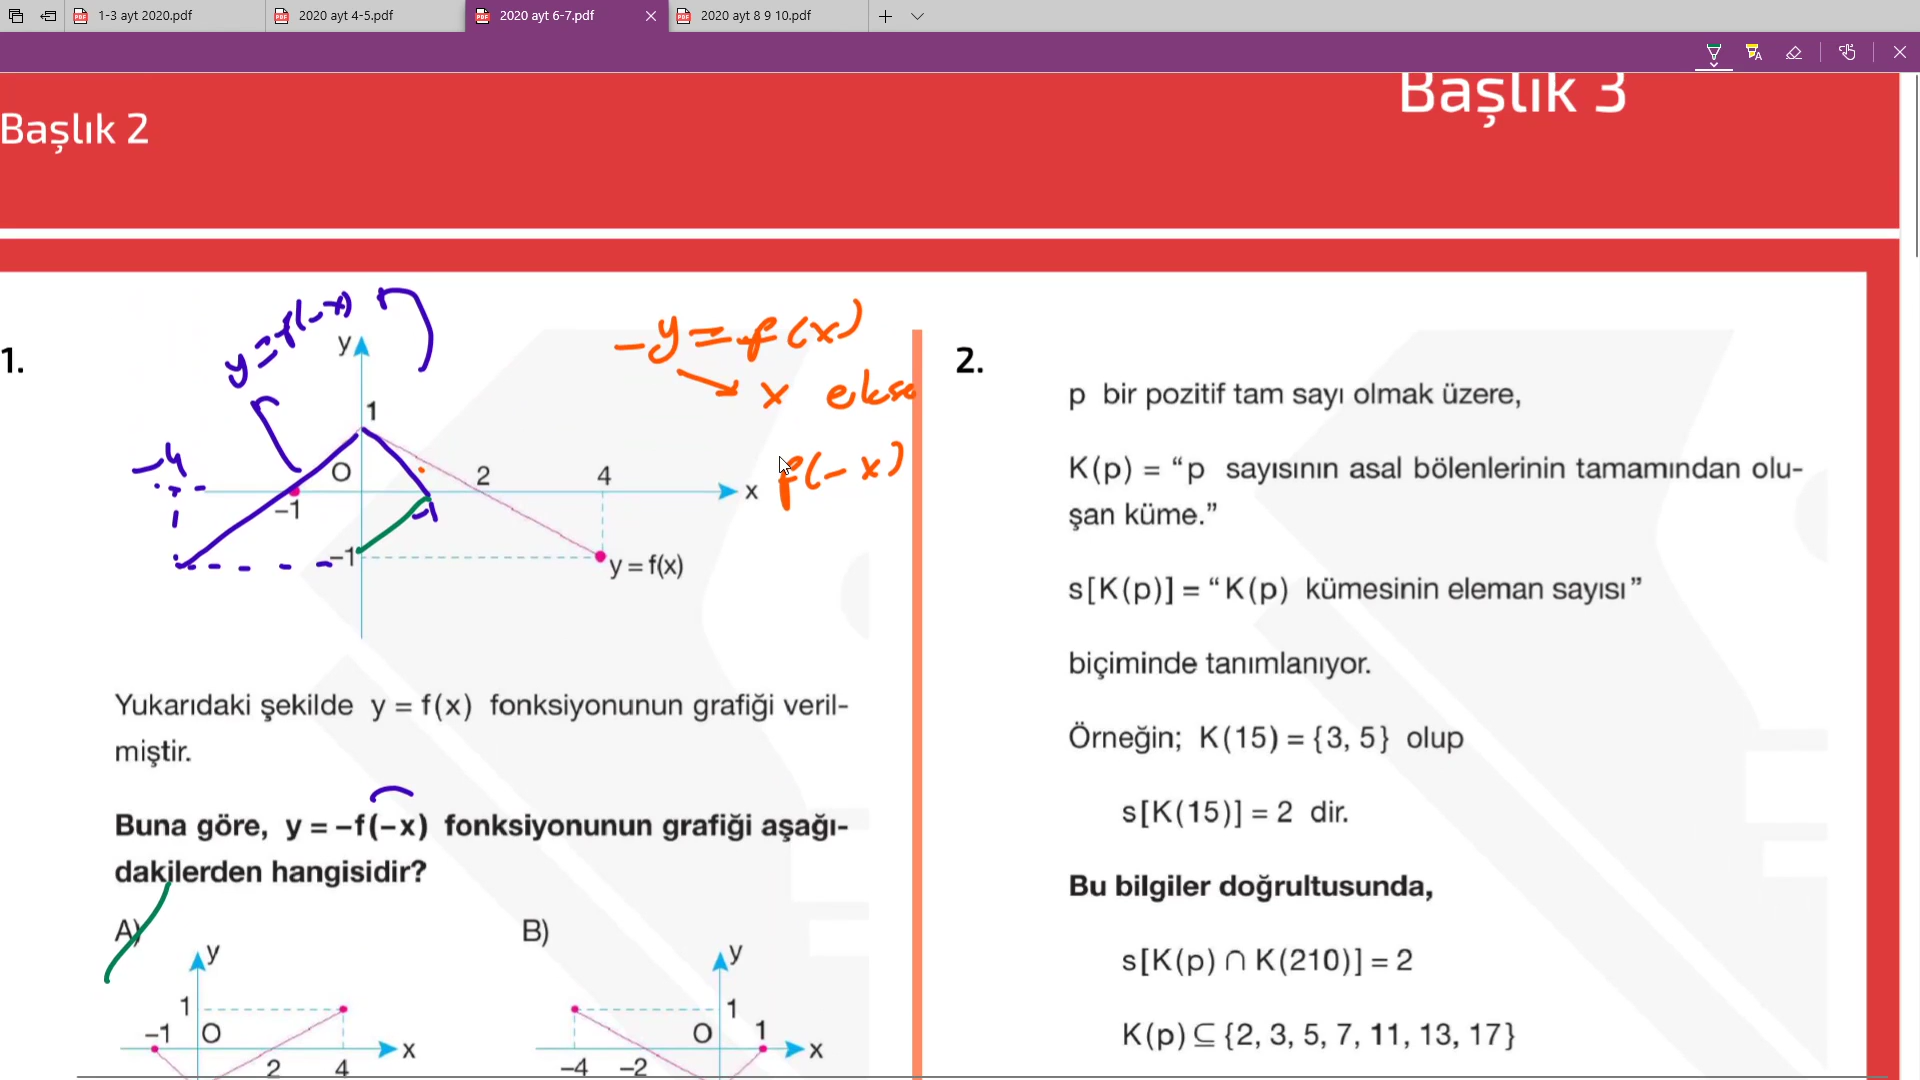 1-3 ayt 2020.pdf
2020 ayt 4-5.pdf
2020 ayt 6-7.pdf
2020 ayt 8 9 10.pdf
Başlık 2
Başlık 3
1.
y = f(-x)
y
1
O
2
4
x
-1
-1
y = f(x)
-4
-1
-y = f(x)
x ekse
f(-x)
Yukarıdaki şekilde y = f(x) fonksiyonunun grafiği veril-
miştir.
Buna göre, y = –f(–x) fonksiyonunun grafiği aşağı-
dakilerden hangisidir?
A)
y
1
-1
O
x
2
4
B)
y
1
O
1
x
-4
-2
2.
p bir pozitif tam sayı olmak üzere,
K(p) = “p sayısının asal bölenlerinin tamamından olu-
şan küme.”
s[K(p)] = “K(p) kümesinin eleman sayısı”
biçiminde tanımlanıyor.
Örneğin; K(15) = {3, 5} olup
s[K(15)] = 2 dir.
Bu bilgiler doğrultusunda,
s[K(p) ∩ K(210)] = 2
K(p) ⊆ {2, 3, 5, 7, 11, 13, 17}